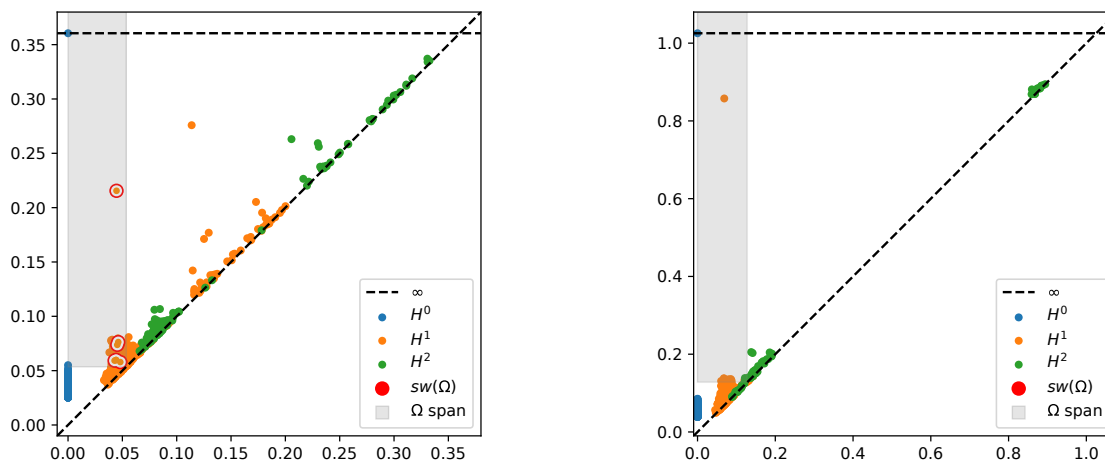 0.35
0.30
0.25
0.20
0.15
0.10
0.05
0.00
0.00 0.05 0.10 0.15 0.20 0.25 0.30 0.35
∞
H⁰
H¹
H²
sw(Ω)
Ω span
1.0
0.8
0.6
0.4
0.2
0.0
0.0 0.2 0.4 0.6 0.8 1.0
∞
H⁰
H¹
H²
sw(Ω)
Ω span